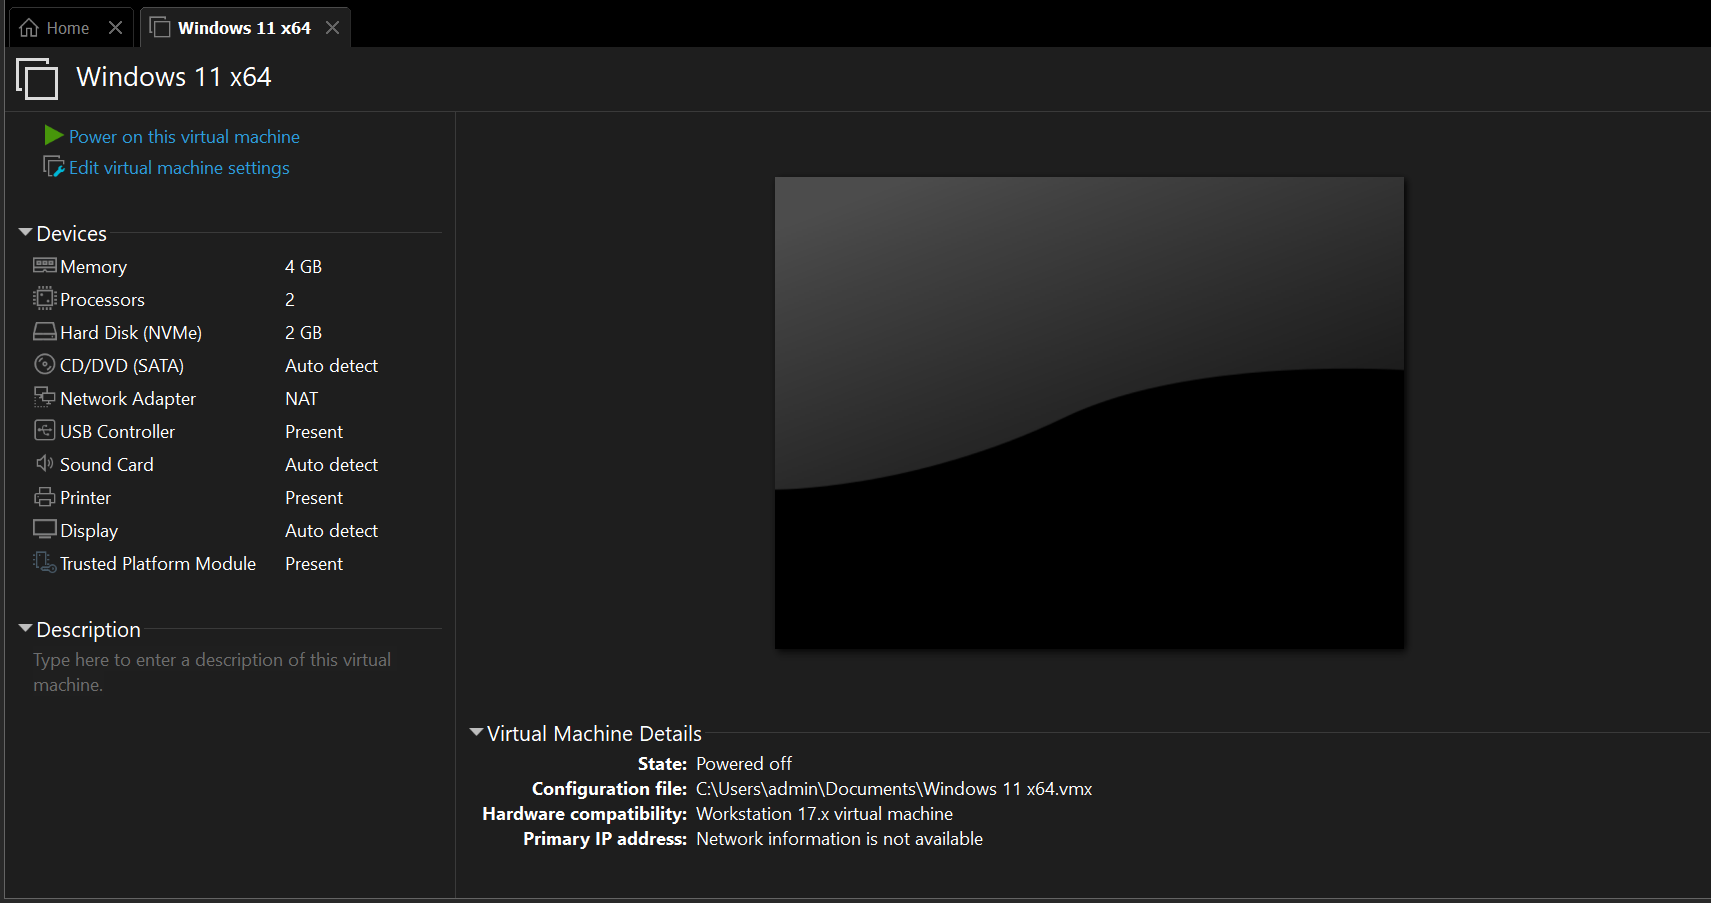 Home
Windows 11 x64
Windows 11 x64
Power on this virtual machine
Edit virtual machine settings
Devices
Memory 4 GB
Processors 2
Hard Disk (NVMe) 2 GB
CD/DVD (SATA) Auto detect
Network Adapter NAT
USB Controller Present
Sound Card Auto detect
Printer Present
Display Auto detect
Trusted Platform Module Present
Description
Type here to enter a description of this virtual
machine.
Virtual Machine Details
State: Powered off
Configuration file: C:\Users\admin\Documents\Windows 11 x64.vmx
Hardware compatibility: Workstation 17.x virtual machine
Primary IP address: Network information is not available